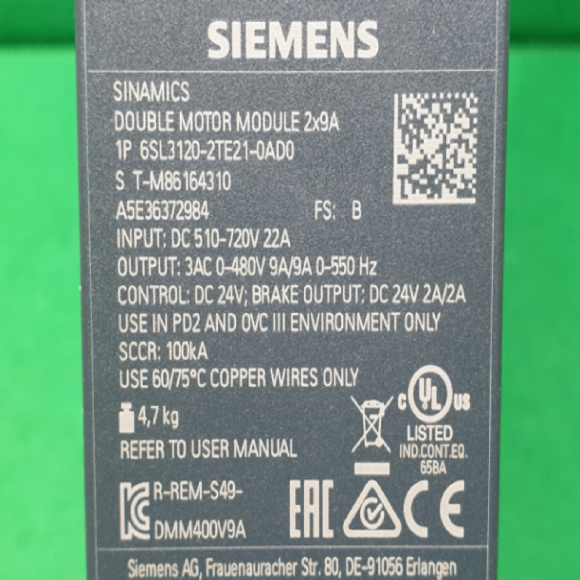 SIEMENS
SINAMICS
DOUBLE MOTOR MODULE 2x9A
1P 6SL3120-2TE21-0AD0
S T-M86164310
A5E36372984 FS: B
INPUT: DC 510-720V 22A
OUTPUT: 3AC 0-480V 9A/9A 0-550 Hz
CONTROL: DC 24V; BRAKE OUTPUT: DC 24V 2A/2A
USE IN PD2 AND OVC III ENVIRONMENT ONLY
SCCR: 100kA
USE 60/75°C COPPER WIRES ONLY
4,7 kg
C UL US
LISTED
REFER TO USER MANUAL
IND.CONT.EQ.
65BA
R-REM-S49-
DMM400V9A
EAC CE
Siemens AG, Frauenauracher Str. 80, DE-91056 Erlangen